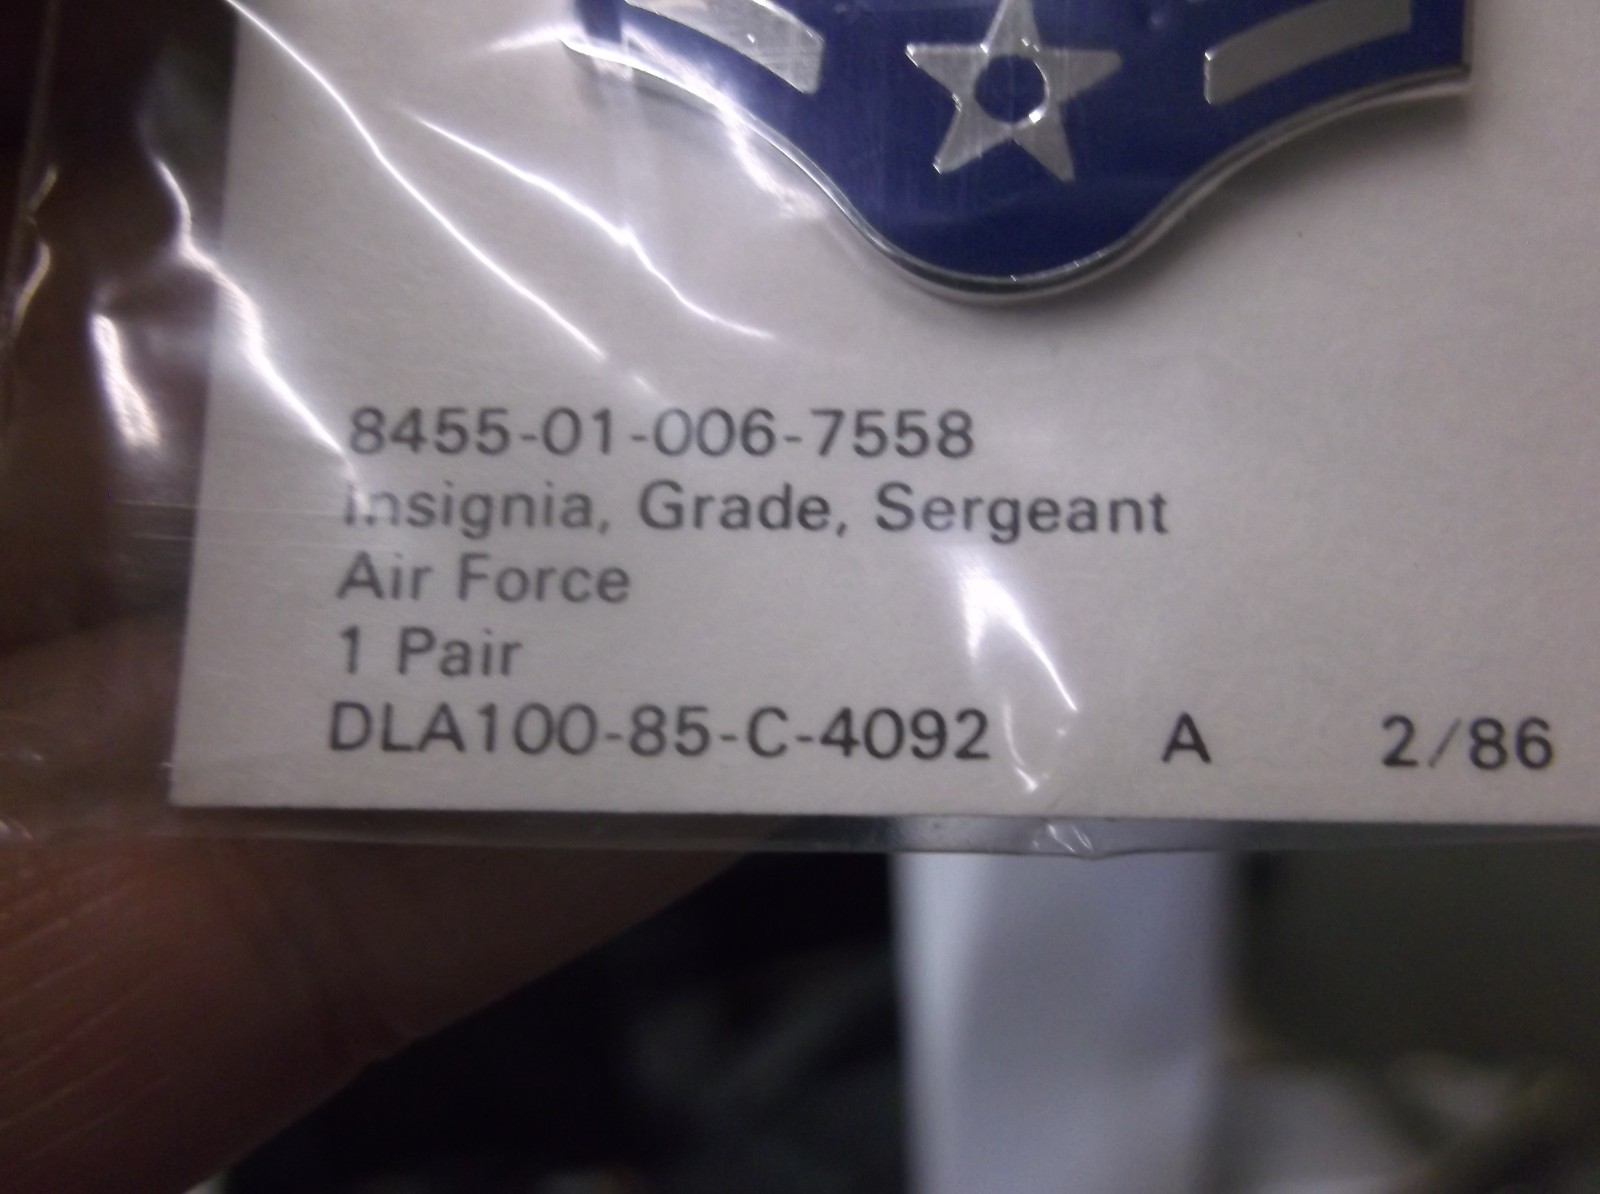 8455-01-006-7558
Insignia, Grade, Sergeant
Air Force
1 Pair
DLA100-85-C-4092 A 2/86